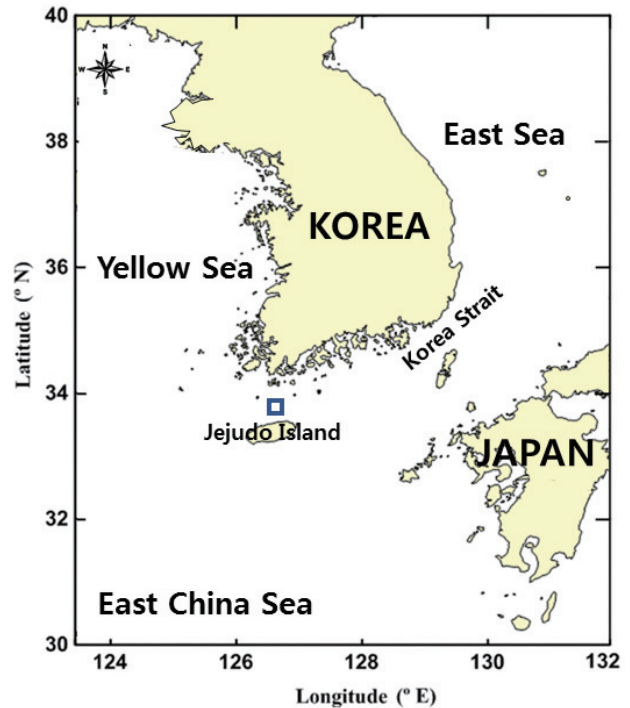 40
N
W E
S
38
East Sea
KOREA
Yellow Sea
36
Korea Strait
Latitude (° N)
34
Jejudo Island
JAPAN
32
East China Sea
30
124 126 128 130 132
Longitude (° E)